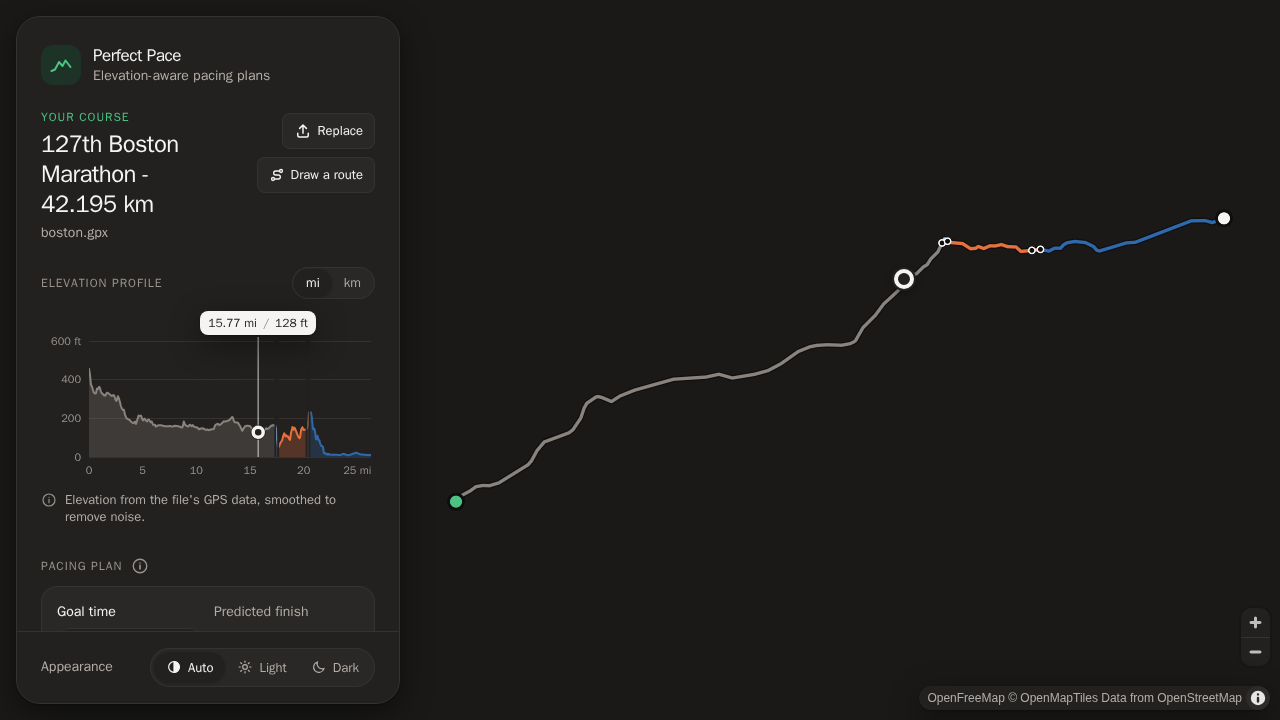 Perfect Pace
Elevation-aware pacing plans
YOUR COURSE
127th Boston
Marathon -
42.195 km
boston.gpx
Replace
Draw a route
ELEVATION PROFILE
mi
km
15.77 mi / 128 ft
600 ft
400
200
0
0 5 10 15 20 25 mi
Elevation from the file's GPS data, smoothed to
remove noise.
PACING PLAN
Goal time
Predicted finish
Appearance
Auto
Light
Dark
OpenFreeMap © OpenMapTiles Data from OpenStreetMap